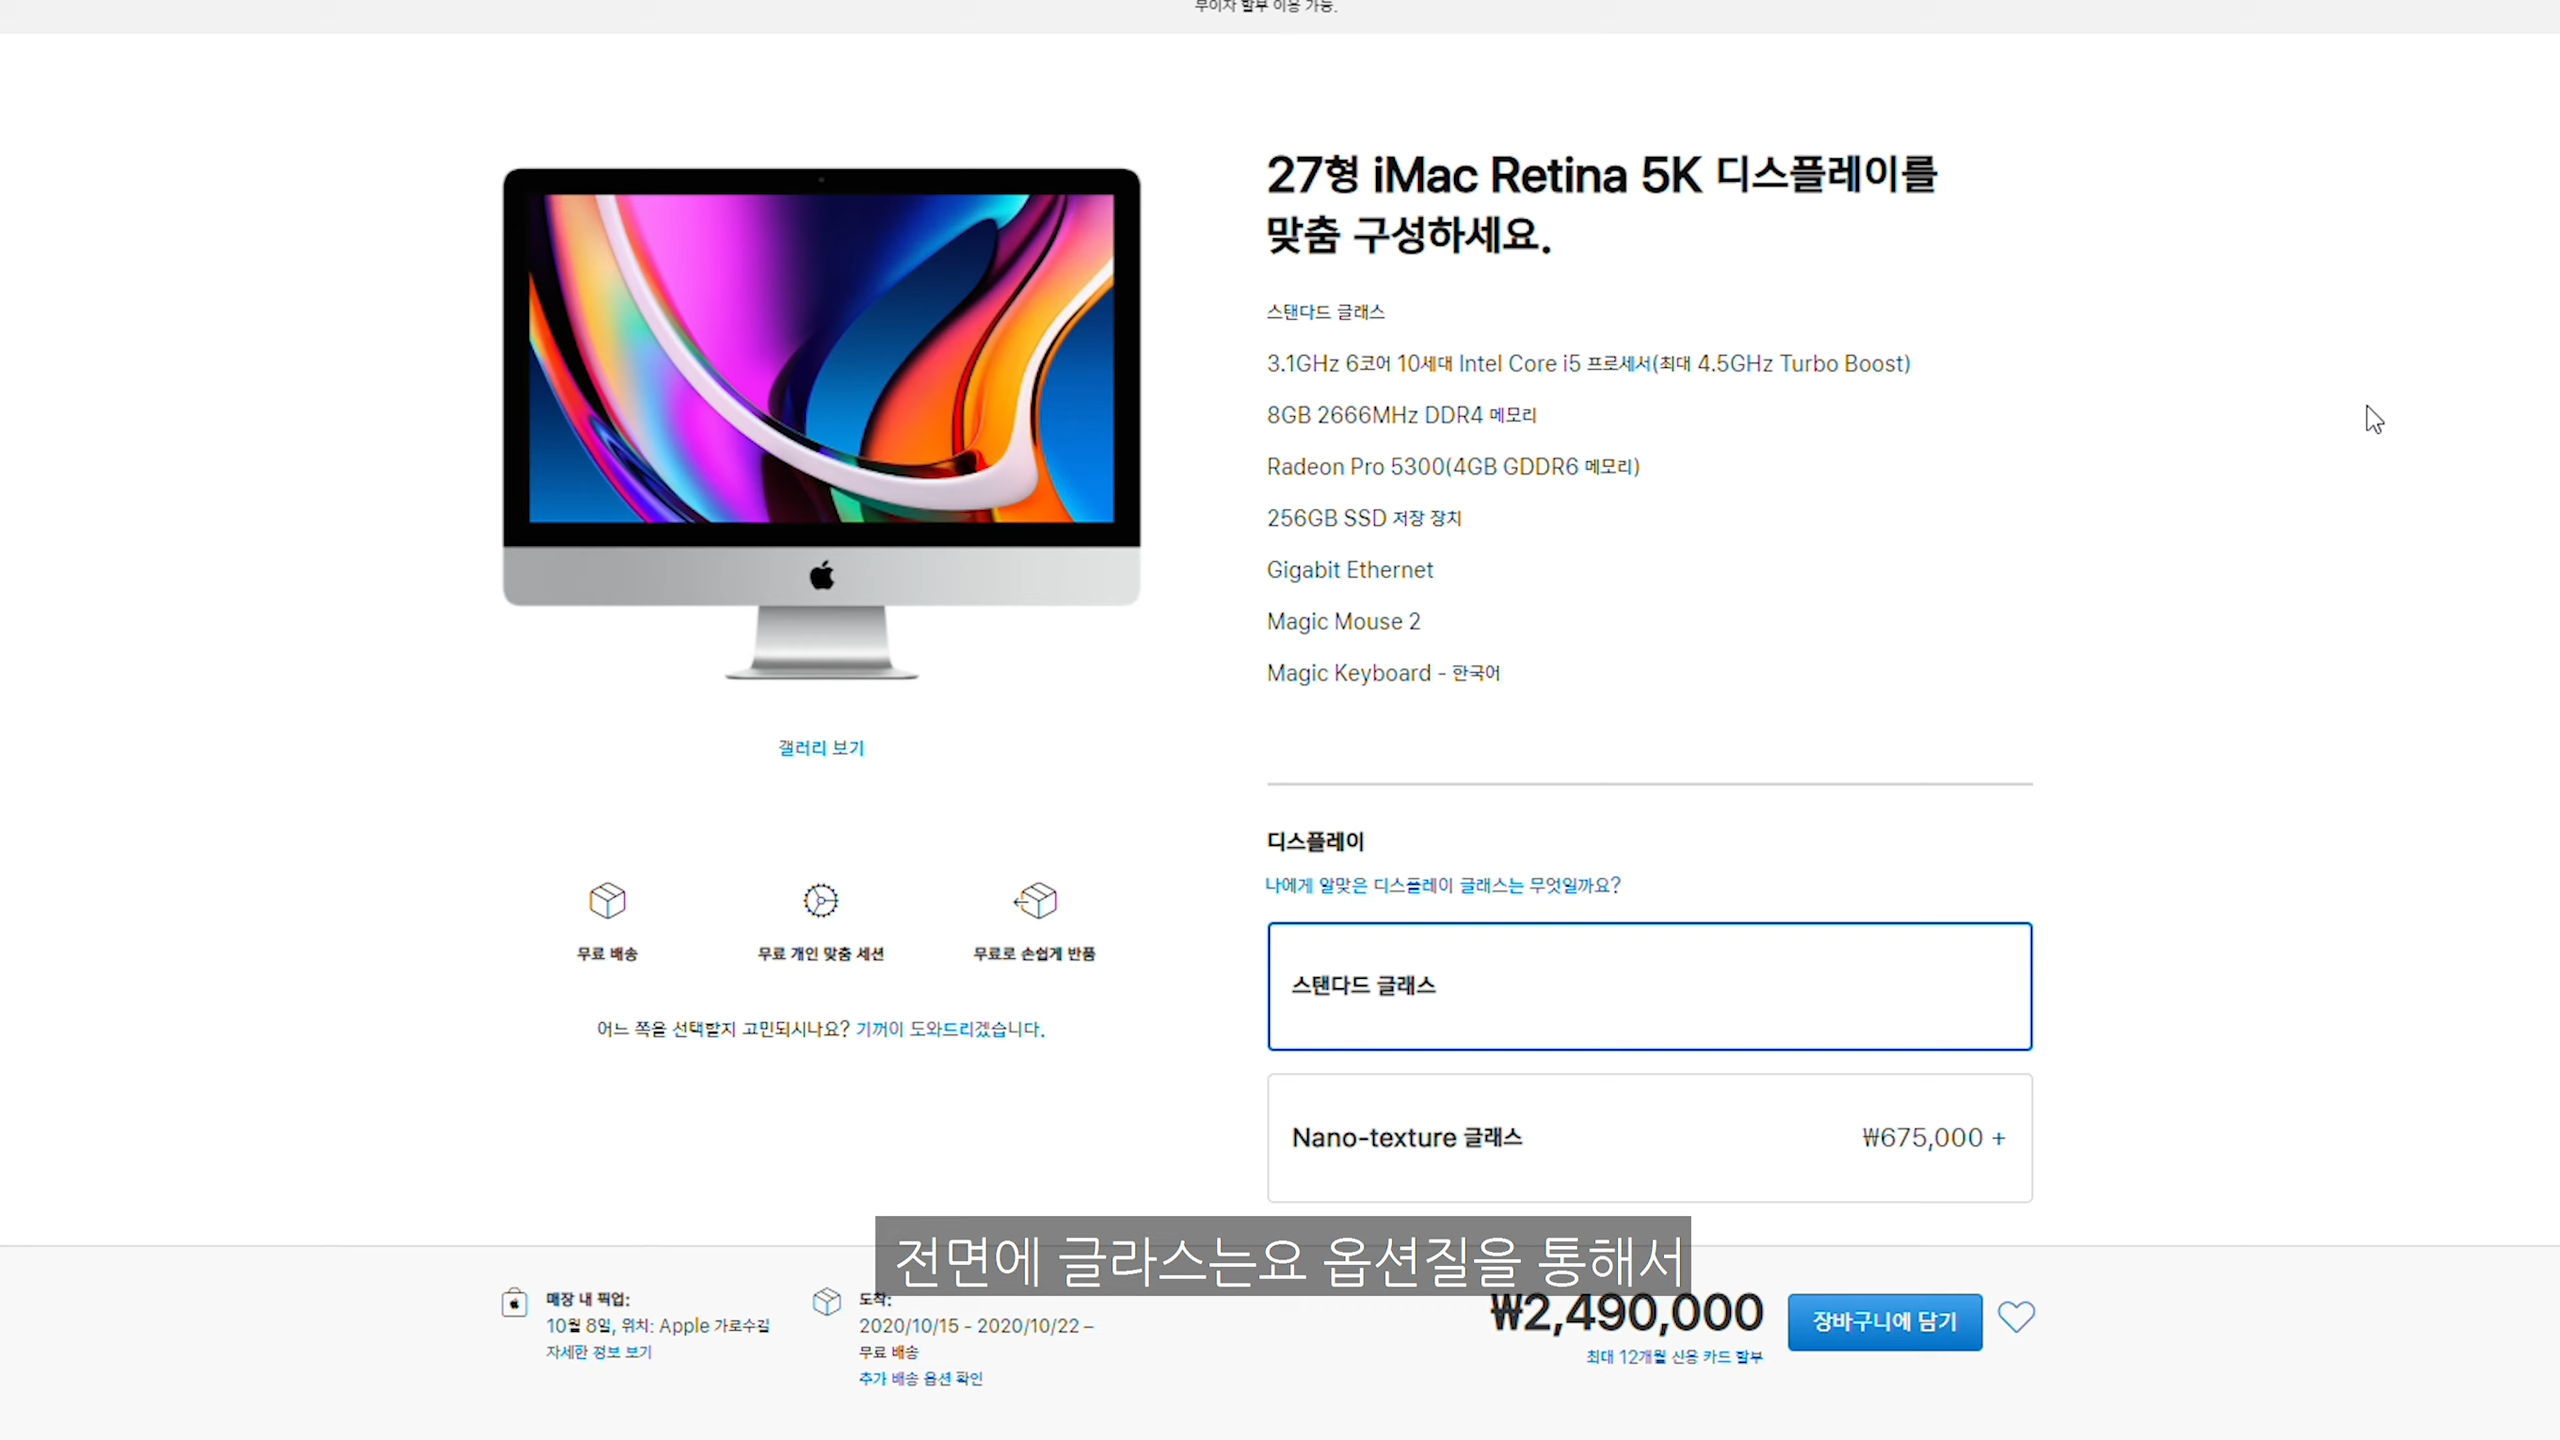 무이자 할부 이용 가능.
27형 iMac Retina 5K 디스플레이를
맞춤 구성하세요.
스탠다드 글래스
3.1GHz 6코어 10세대 Intel Core i5 프로세서(최대 4.5GHz Turbo Boost)
8GB 2666MHz DDR4 메모리
Radeon Pro 5300(4GB GDDR6 메모리)
256GB SSD 저장 장치
Gigabit Ethernet
Magic Mouse 2
Magic Keyboard - 한국어
갤러리 보기
디스플레이
나에게 알맞은 디스플레이 글래스는 무엇일까요?
스탠다드 글래스
Nano-texture 글래스 ₩675,000 +
무료 배송
무료 개인 맞춤 세션
무료로 손쉽게 반품
어느 쪽을 선택할지 고민되시나요? 기꺼이 도와드리겠습니다.
전면에 글라스는요 옵션질을 통해서
매장 내 픽업:
10월 8일, 위치: Apple 가로수길
자세한 정보 보기
도착:
2020/10/15 - 2020/10/22 –
무료 배송
추가 배송 옵션 확인
₩2,490,000
최대 12개월 신용 카드 할부
장바구니에 담기